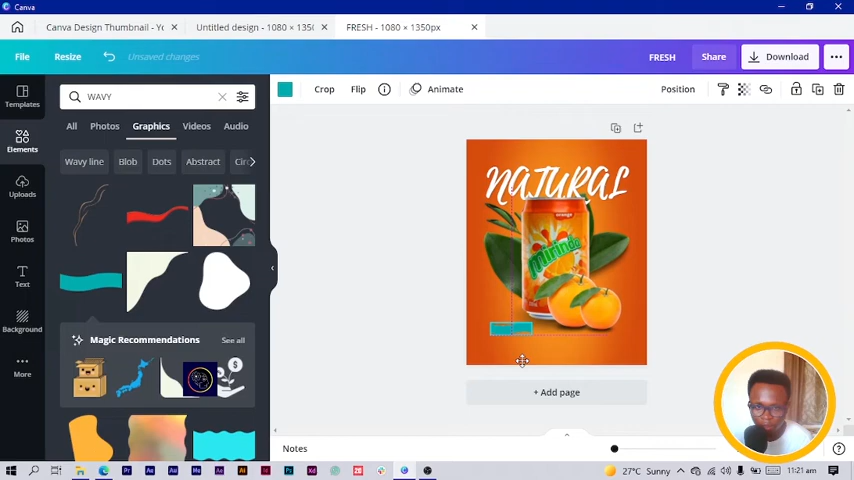 Canva
Canva Design Thumbnail - Yo
Untitled design - 1080 × 1350
FRESH - 1080 × 1350px
File
Resize
Unsaved changes
FRESH
Share
Download
Templates
Elements
Uploads
Photos
Text
Background
More
WAVY
All
Photos
Graphics
Videos
Audio
Wavy line
Blob
Dots
Abstract
Circ
Magic Recommendations
See all
Crop
Flip
Animate
Position
NATURAL
orange
Mirinda
+ Add page
Notes
27°C Sunny
11:21 am